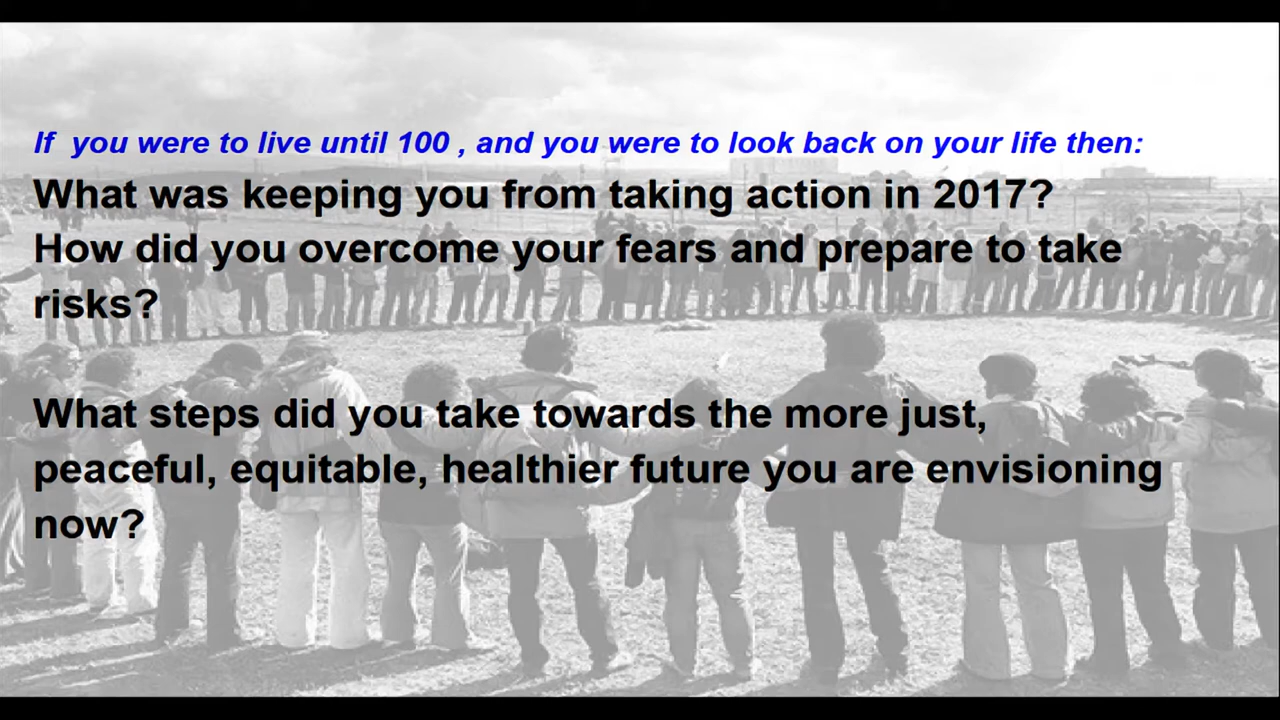 If  you were to live until 100 , and you were to look back on your life then:
What was keeping you from taking action in 2017?
How did you overcome your fears and prepare to take
risks?
What steps did you take towards the more just,
peaceful, equitable, healthier future you are envisioning
now?